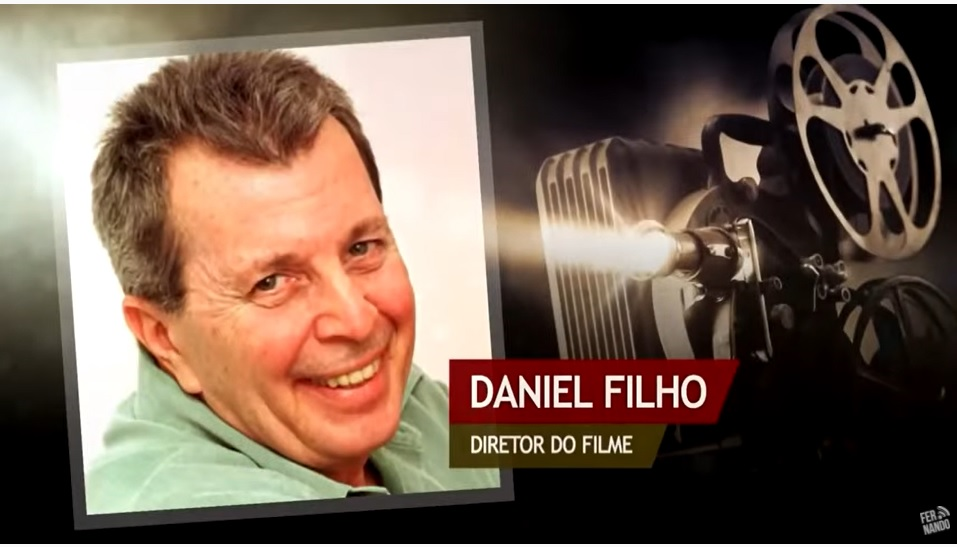 DANIEL FILHO
DIRETOR DO FILME
FER
NANDO